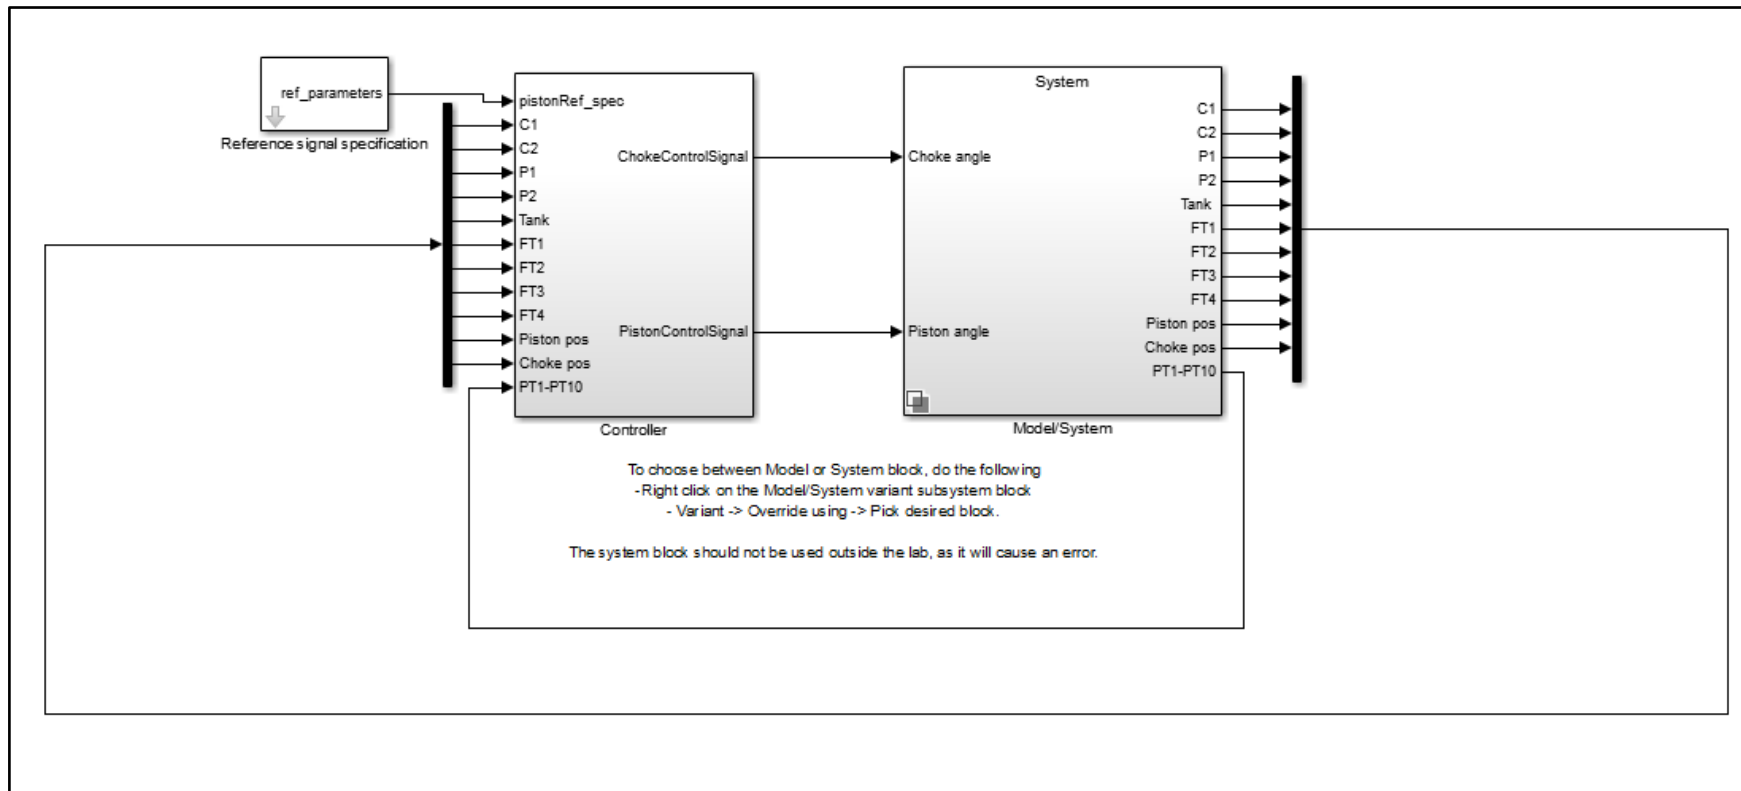 ref_parameters
Reference signal specification
pistonRef_spec
C1
C2
P1
P2
Tank
FT1
FT2
FT3
FT4
Piston pos
Choke pos
PT1-PT10
ChokeControlSignal
PistonControlSignal
Controller
System
Choke angle
Piston angle
C1
C2
P1
P2
Tank
FT1
FT2
FT3
FT4
Piston pos
Choke pos
PT1-PT10
Model/System
To choose between Model or System block, do the following
-Right click on the Model/System variant subsystem block
- Variant -> Override using -> Pick desired block.
The system block should not be used outside the lab, as it will cause an error.